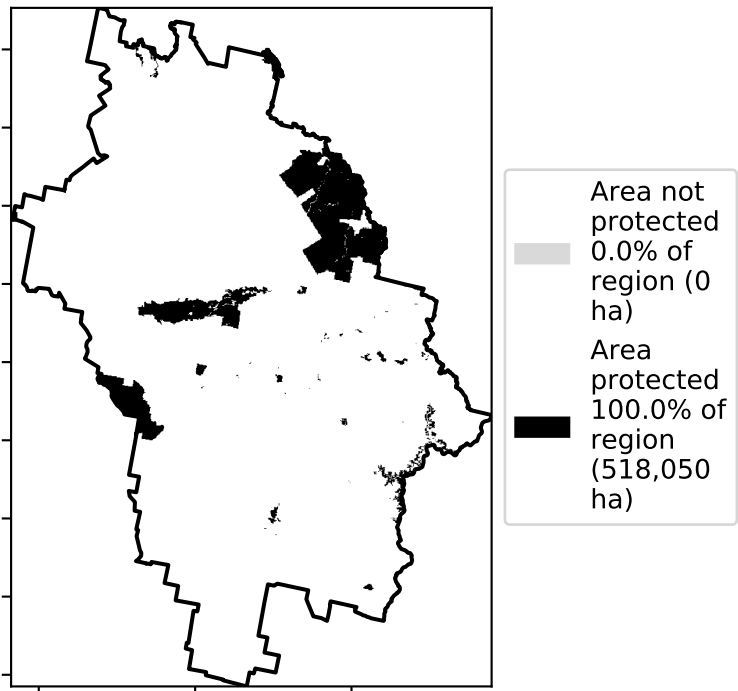 Area not
protected
0.0% of
region (0
ha)
Area
protected
100.0% of
region
(518,050
ha)